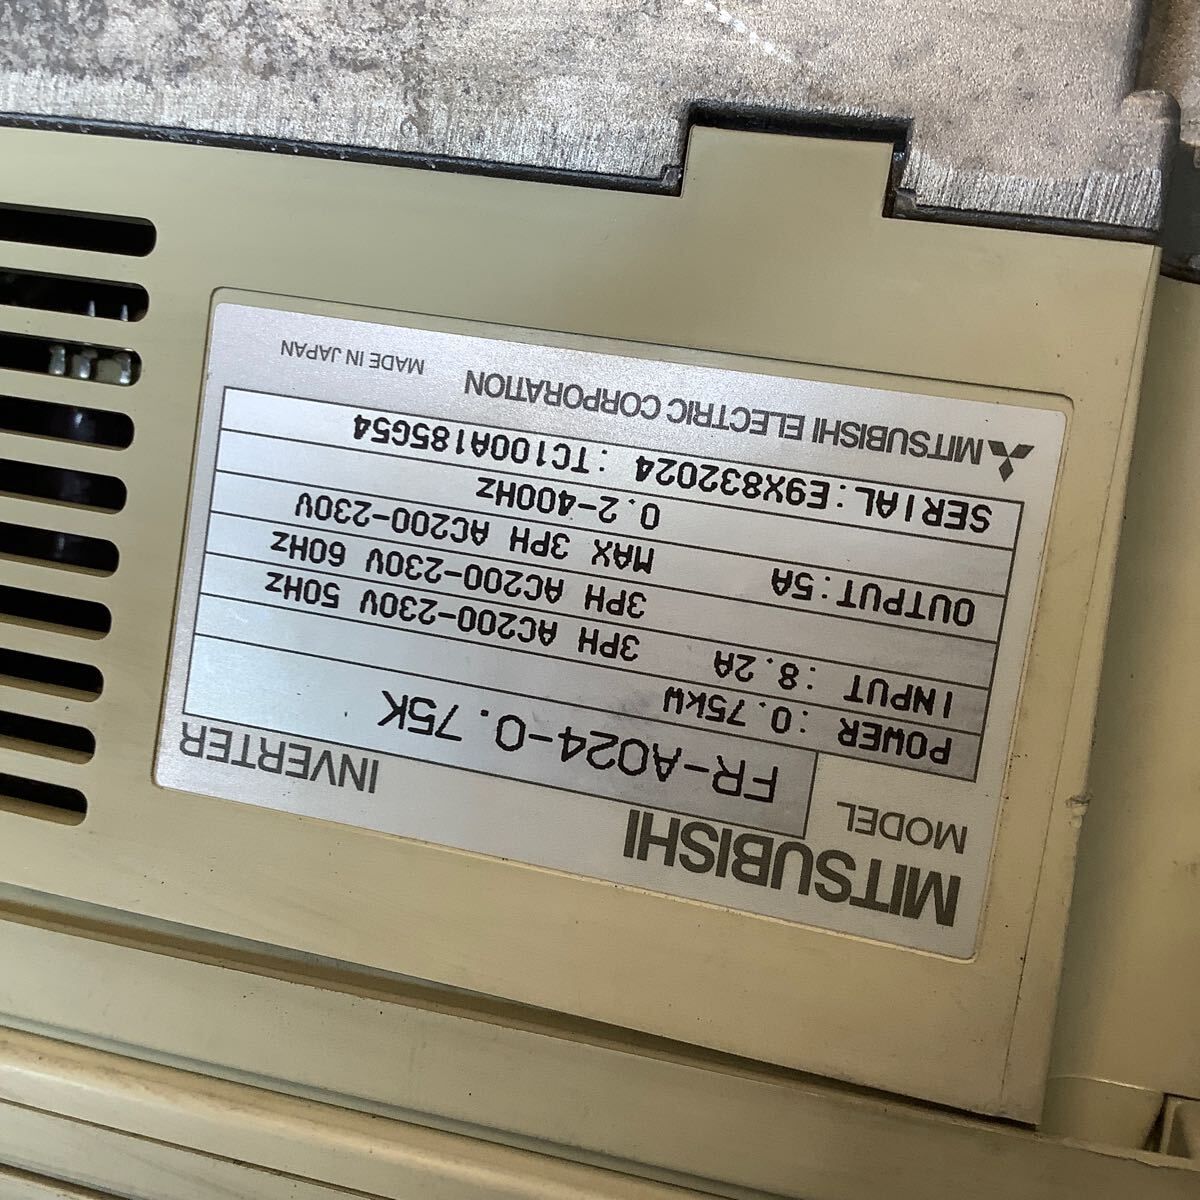 MITSUBISHI INVERTER
MODEL FR-A024-0.75K
POWER :0.75kW
INPUT :8.2A 3PH AC200-230V 50Hz
3PH AC200-230V 60Hz
OUTPUT:5A MAX 3PH AC200-230V
0.2-400Hz
SERIAL:E9X832024 :TC100A185G54
MITSUBISHI ELECTRIC CORPORATION MADE IN JAPAN